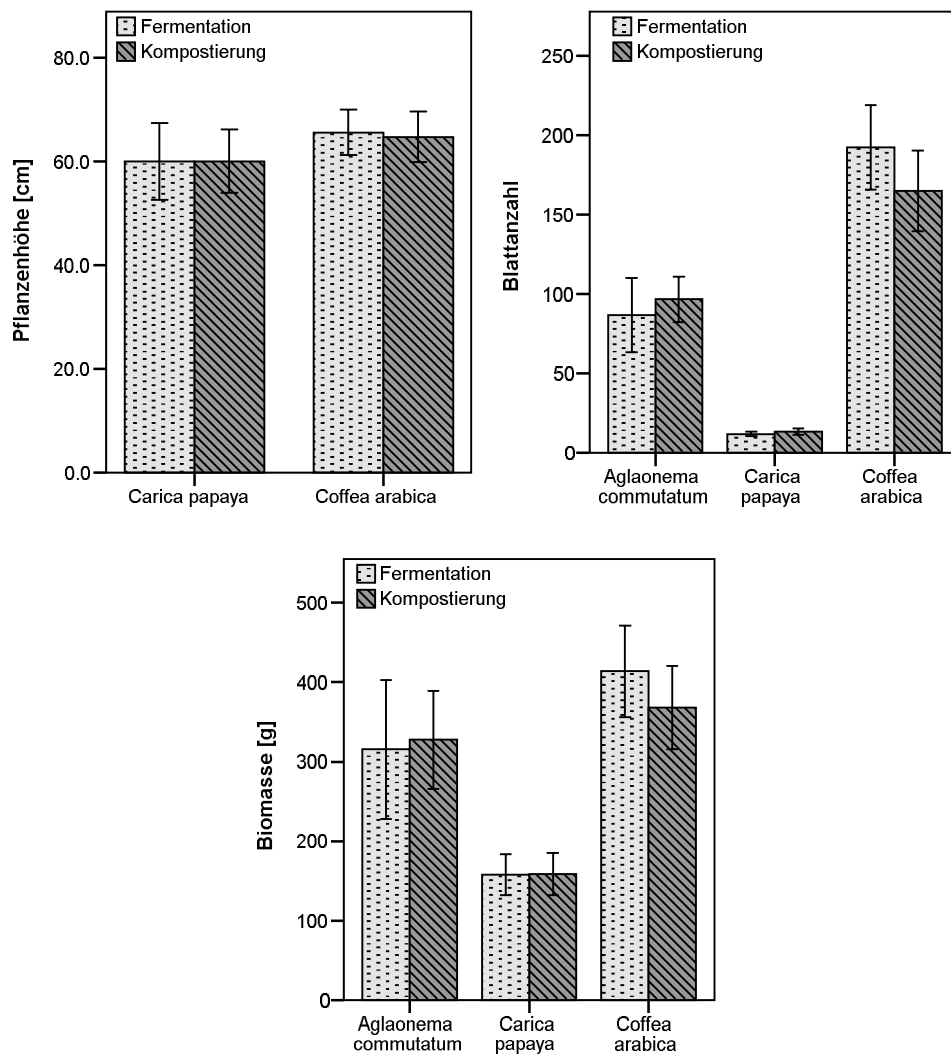 Fermentation
Kompostierung
Pflanzenhöhe [cm]
80.0
60.0
40.0
20.0
0.0
Carica papaya
Coffea arabica
Fermentation
Kompostierung
Blattanzahl
250
200
150
100
50
0
Aglaonema
commutatum
Carica
papaya
Coffea
arabica
Fermentation
Kompostierung
Biomasse [g]
500
400
300
200
100
0
Aglaonema
commutatum
Carica
papaya
Coffea
arabica